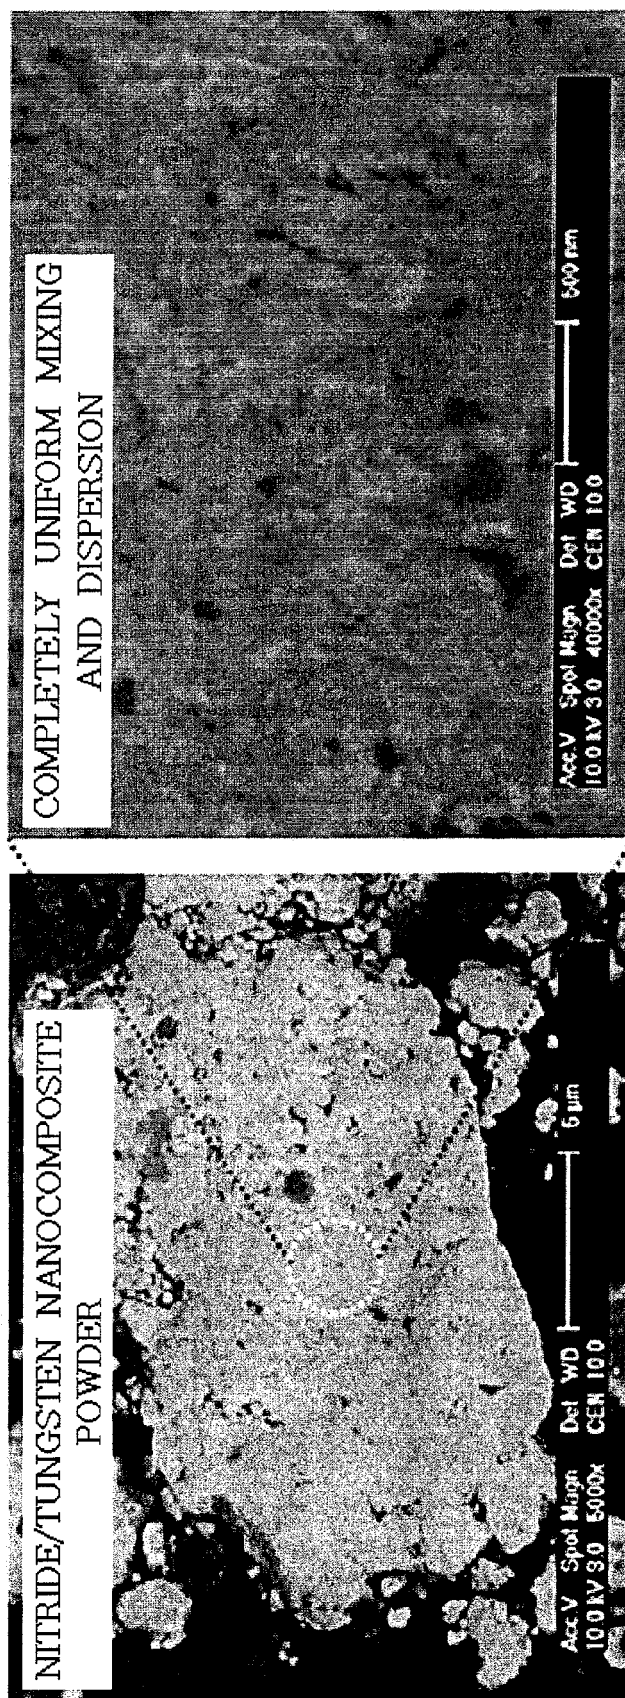 NITRIDE/TUNGSTEN NANOCOMPOSITE
POWDER
Acc.V Spot Magn Det WD
10.0 kV 3.0 5000x CEN 10.0
5 µm
COMPLETELY UNIFORM MIXING
AND DISPERSION
Acc.V Spot Magn Det WD
10.0 kV 3.0 40000x CEN 10.0
500 nm